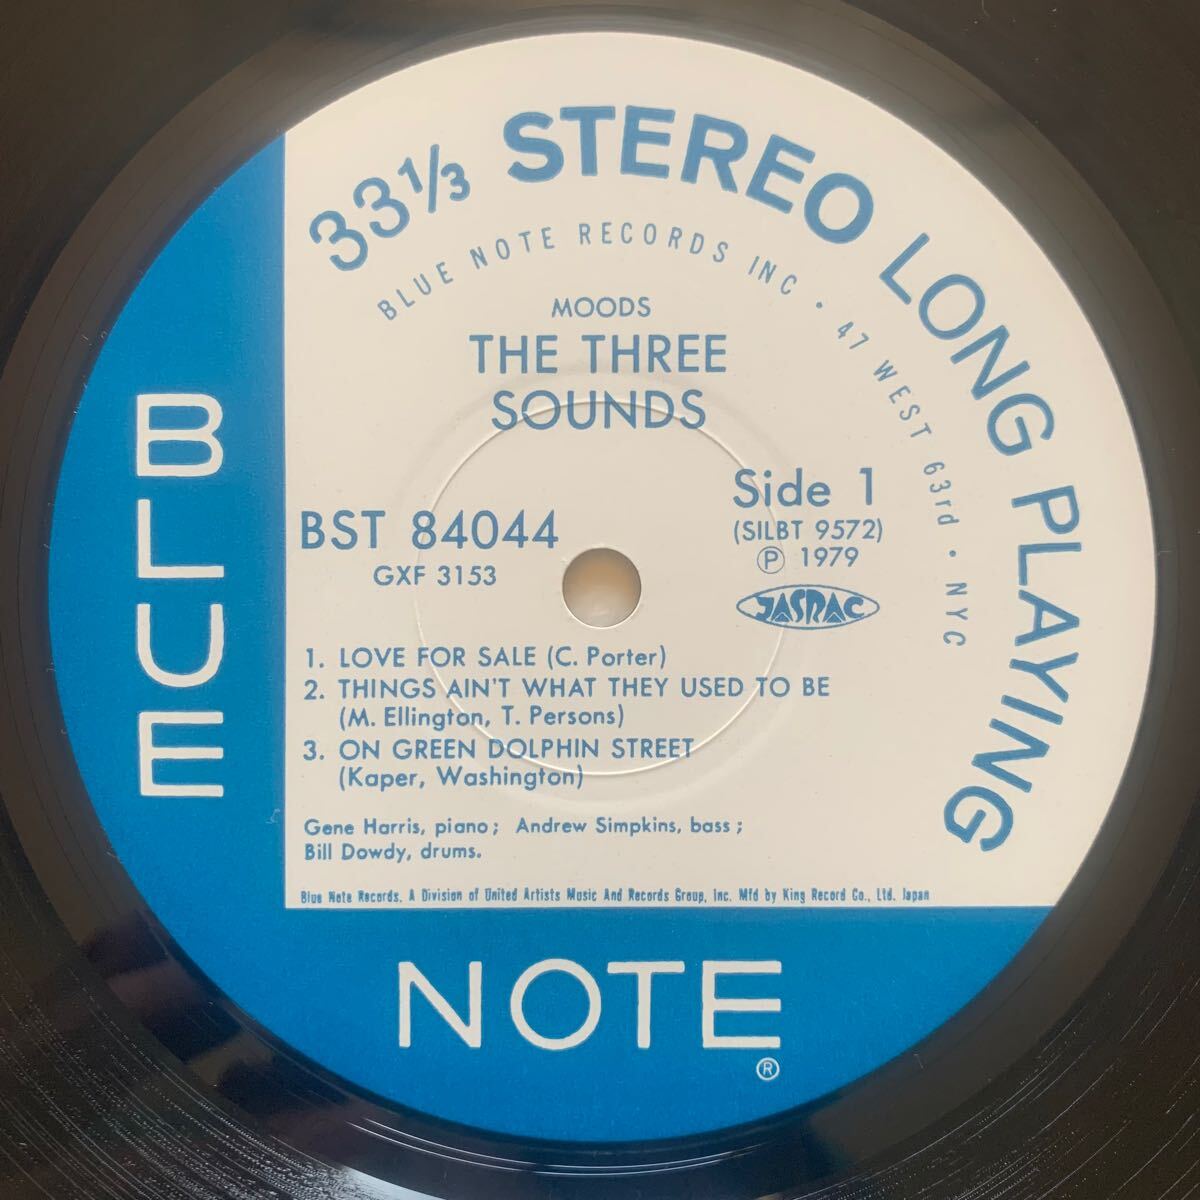 33 1/3 STEREO LONG PLAYING
BLUE NOTE RECORDS INC · 47 WEST 63rd · NYC
MOODS
THE THREE
SOUNDS
BST 84044
GXF 3153
Side 1
(SILBT 9572)
Ⓟ 1979
JASRAC
1. LOVE FOR SALE (C. Porter)
2. THINGS AIN'T WHAT THEY USED TO BE
(M. Ellington, T. Persons)
3. ON GREEN DOLPHIN STREET
(Kaper, Washington)
Gene Harris, piano; Andrew Simpkins, bass;
Bill Dowdy, drums.
Blue Note Records. A Division of United Artists Music And Records Group, Inc. Mfd by King Record Co., Ltd. Japan
BLUE
NOTE
®